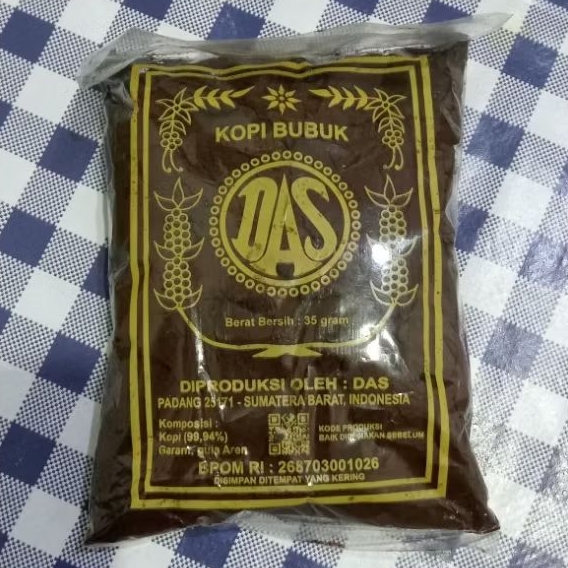 KOPI BUBUK
DAS
Berat Bersih : 35 gram
DIPRODUKSI OLEH : DAS
PADANG 25171 - SUMATERA BARAT, INDONESIA
Komposisi :
Kopi (99,94%)
Garam, gula Aren
KODE PRODUKSI
BAIK DIGUNAKAN SEBELUM
BPOM RI : 268703001026
DISIMPAN DITEMPAT YANG KERING